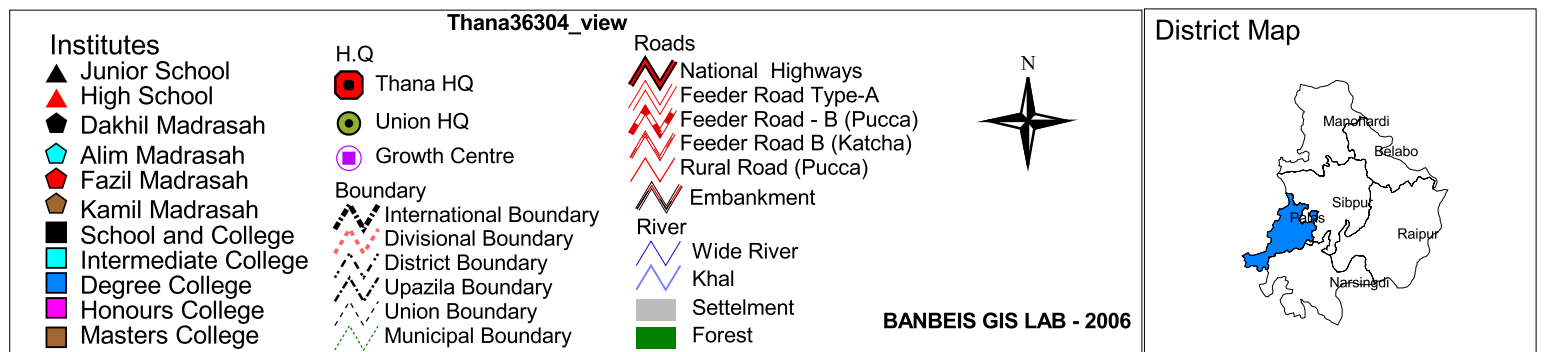 Thana36304_view
Institutes
Junior School
High School
Dakhil Madrasah
Alim Madrasah
Fazil Madrasah
Kamil Madrasah
School and College
Intermediate College
Degree College
Honours College
Masters College
H.Q
Thana HQ
Union HQ
Growth Centre
Boundary
International Boundary
Divisional Boundary
District Boundary
Upazila Boundary
Union Boundary
Municipal Boundary
Roads
National Highways
Feeder Road Type-A
Feeder Road - B (Pucca)
Feeder Road B (Katcha)
Rural Road (Pucca)
Embankment
River
Wide River
Khal
Settelment
Forest
N
BANBEIS GIS LAB - 2006
District Map
Manohardi
Belabo
Sibpur
Palas
Raipur
Narsingdi